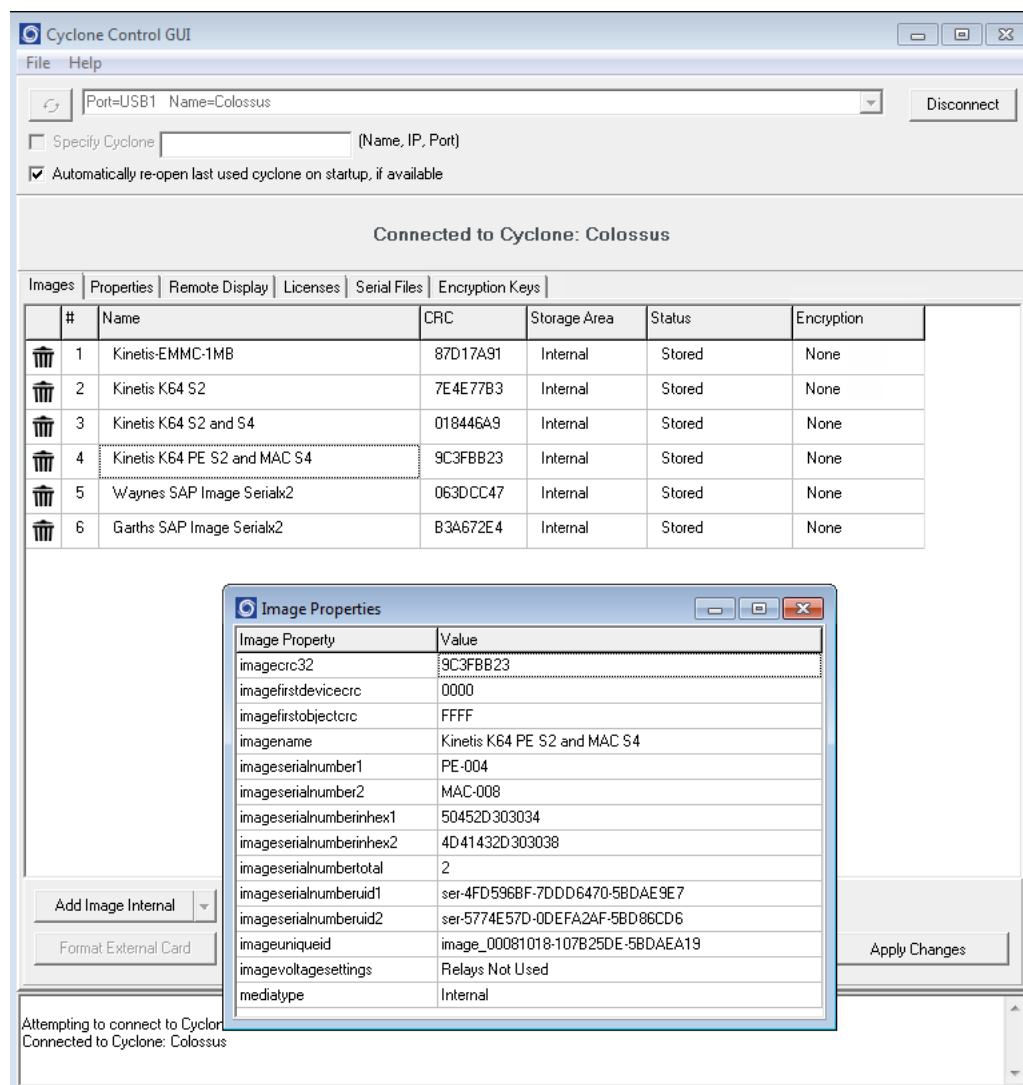 Cyclone Control GUI
File Help
Port=USB1 Name=Colossus
Disconnect
Specify Cyclone (Name, IP, Port)
Automatically re-open last used cyclone on startup, if available
Connected to Cyclone: Colossus
Images Properties Remote Display Licenses Serial Files Encryption Keys
# Name CRC Storage Area Status Encryption
1 Kinetis-EMMC-1MB 87D17A91 Internal Stored None
2 Kinetis K64 S2 7E4E77B3 Internal Stored None
3 Kinetis K64 S2 and S4 018446A9 Internal Stored None
4 Kinetis K64 PE S2 and MAC S4 9C3FBB23 Internal Stored None
5 Waynes SAP Image Serialx2 063DCC47 Internal Stored None
6 Garths SAP Image Serialx2 B3A672E4 Internal Stored None
Image Properties
Image Property Value
imagecrc32 9C3FBB23
imagefirstdevicecrc 0000
imagefirstobjectcrc FFFF
imagename Kinetis K64 PE S2 and MAC S4
imageserialnumber1 PE-004
imageserialnumber2 MAC-008
imageserialnumberinhex1 50452D303034
imageserialnumberinhex2 4D41432D303038
imageserialnumbertotal 2
imageserialnumberuid1 ser-4FD596BF-7DDD6470-5BDAE9E7
imageserialnumberuid2 ser-5774E57D-0DEFA2AF-5BD86CD6
imageuniqueid image_00081018-107B25DE-5BDAEA19
imagevoltagesettings Relays Not Used
mediatype Internal
Add Image Internal
Format External Card
Apply Changes
Attempting to connect to Cyclon
Connected to Cyclone: Colossus